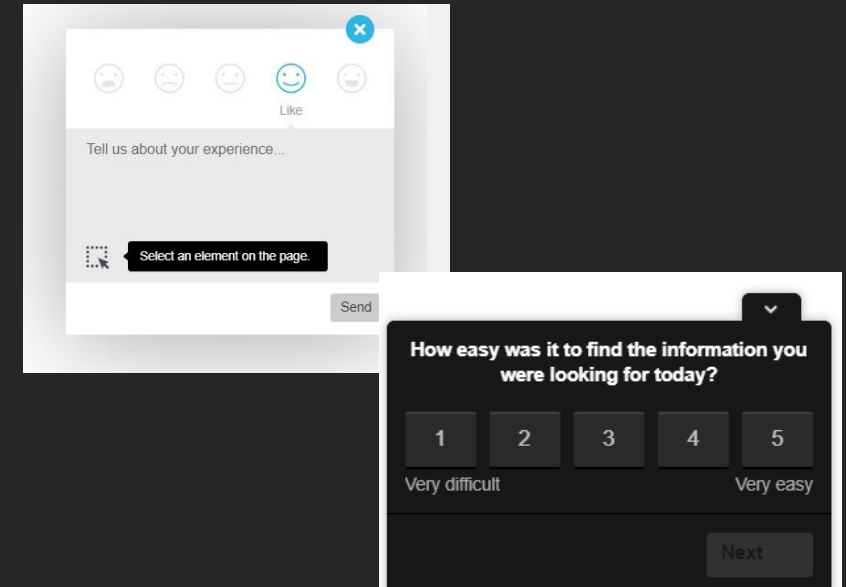 Like
Tell us about your experience...
Select an element on the page.
Send
How easy was it to find the information you
were looking for today?
1 2 3 4 5
Very difficult Very easy
Next